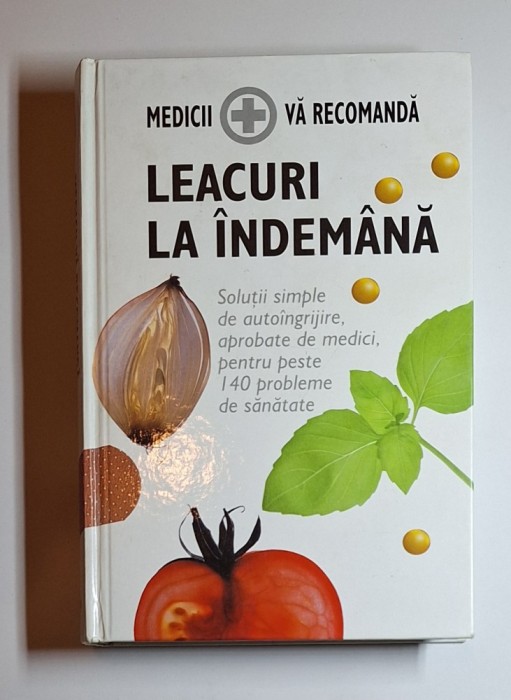 MEDICII VĂ RECOMANDĂ
LEACURI
LA ÎNDEMÂNĂ
Soluții simple
de autoîngrijire,
aprobate de medici,
pentru peste
140 probleme
de sănătate